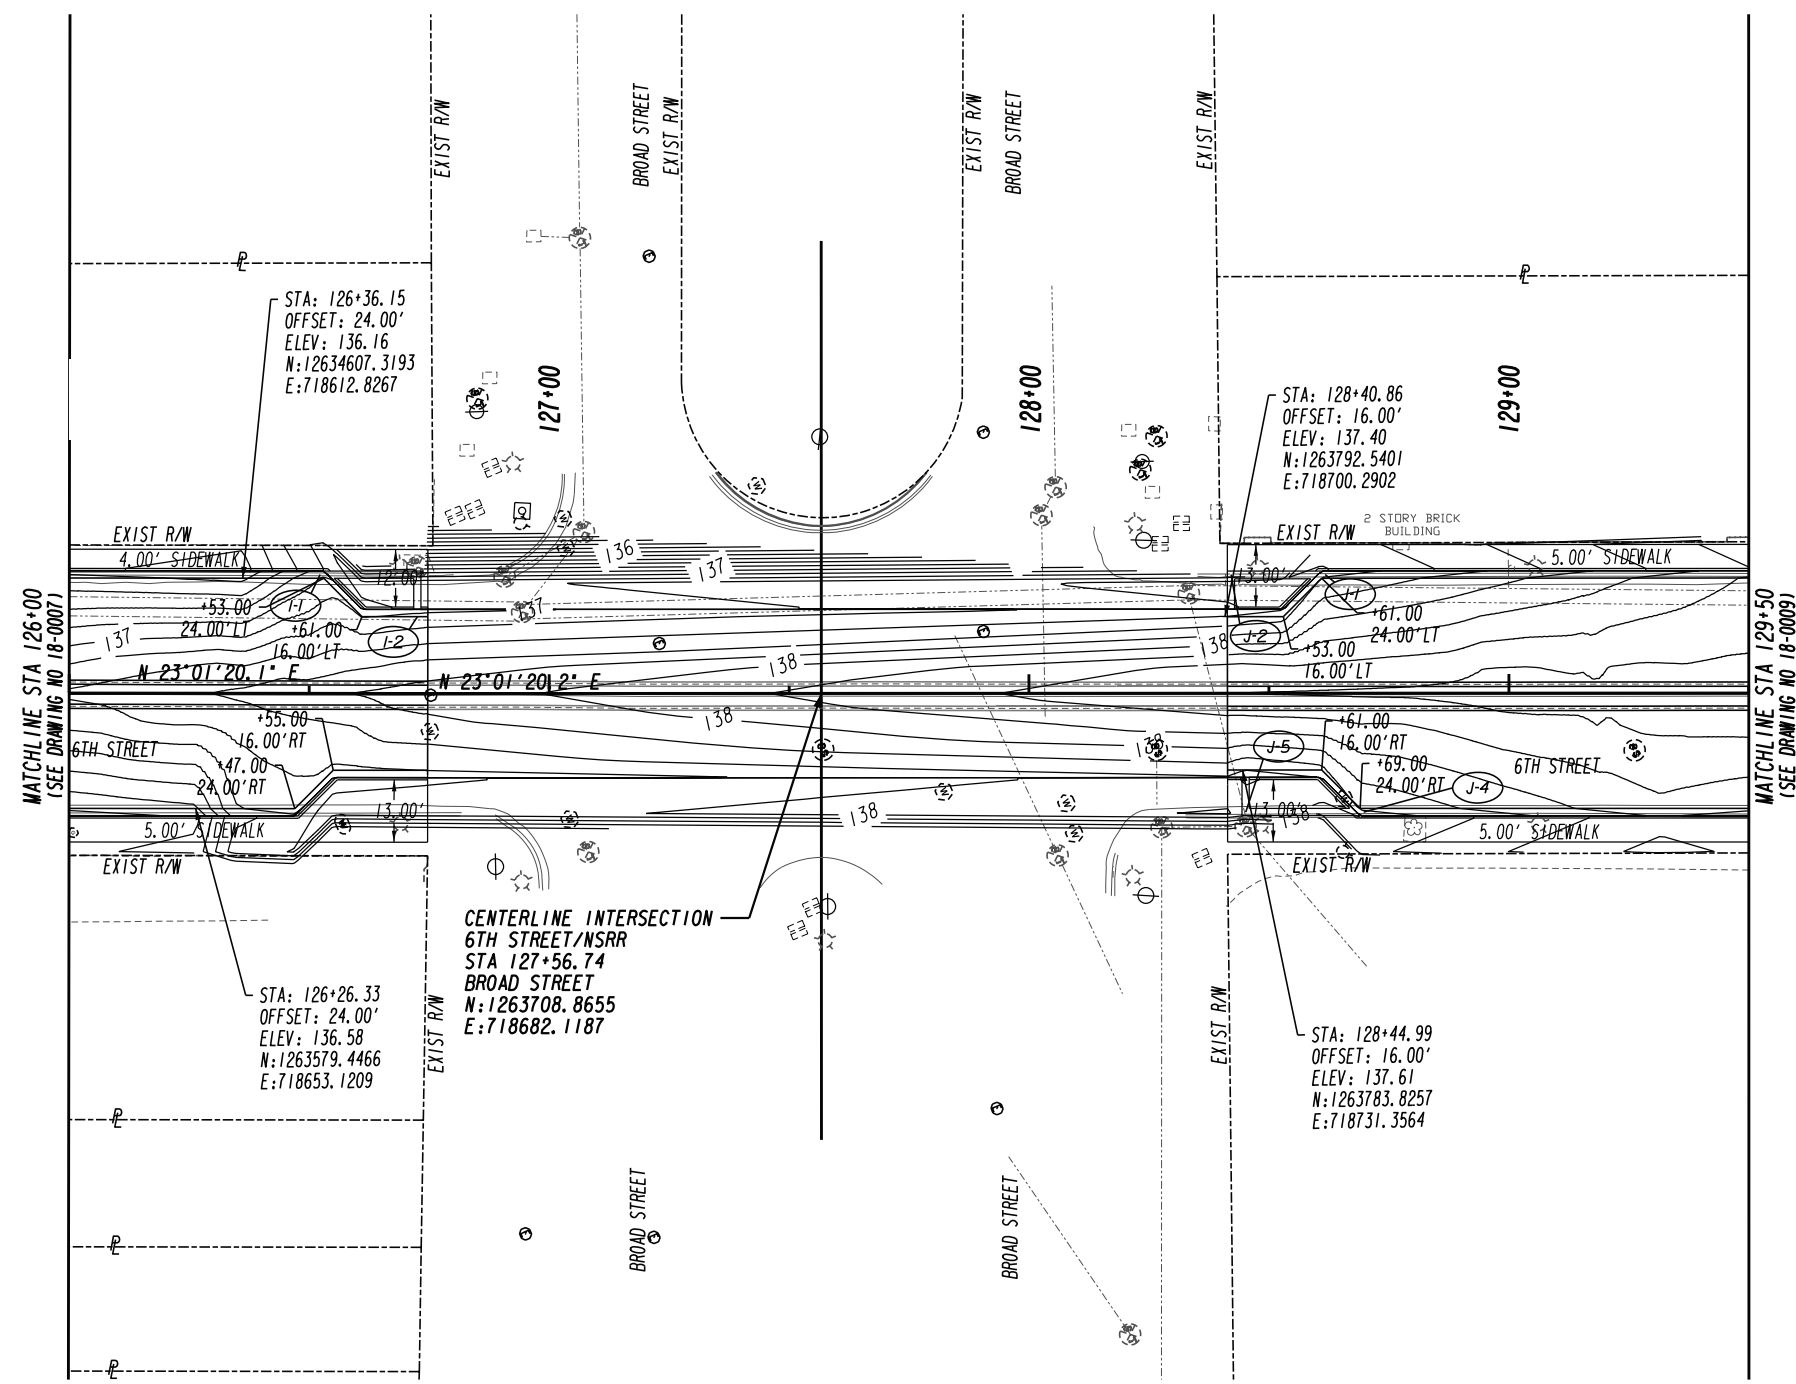 BROAD STREET
EXIST R/W
EXIST R/W
EXIST R/W
BROAD STREET
EXIST R/W
PL
PL
STA: 126+36.15
OFFSET: 24.00'
ELEV: 136.16
N:12634607.3193
E:718612.8267
127+00
128+00
129+00
STA: 128+40.86
OFFSET: 16.00'
ELEV: 137.40
N:1263792.5401
E:718700.2902
2 STORY BRICK
BUILDING
EXIST R/W
EXIST R/W
4.00' SIDEWALK
5.00' SIDEWALK
136
137
137
12.00'
13.00'
+53.00
24.00'LT
I-1
+61.00
16.00'LT
I-2
J-1
+61.00
24.00'LT
J-2
+53.00
16.00'LT
137
138
138
N 23°01'20.1" E
N 23°01'20.2" E
MATCHLINE STA 126+00
(SEE DRAWING NO 18-0007)
MATCHLINE STA 129+50
(SEE DRAWING NO 18-0009)
+55.00
16.00'RT
+47.00
24.00'RT
138
138
J-5
+61.00
16.00'RT
+69.00
24.00'RT
J-4
6TH STREET
6TH STREET
13.00'
138
13.00'
138
5.00' SIDEWALK
5.00' SIDEWALK
EXIST R/W
EXIST R/W
CENTERLINE INTERSECTION
6TH STREET/NSRR
STA 127+56.74
BROAD STREET
N:1263708.8655
E:718682.1187
STA: 126+26.33
OFFSET: 24.00'
ELEV: 136.58
N:1263579.4466
E:718653.1209
EXIST R/W
EXIST R/W
STA: 128+44.99
OFFSET: 16.00'
ELEV: 137.61
N:1263783.8257
E:718731.3564
PL
BROAD STREET
BROAD STREET
PL
PL